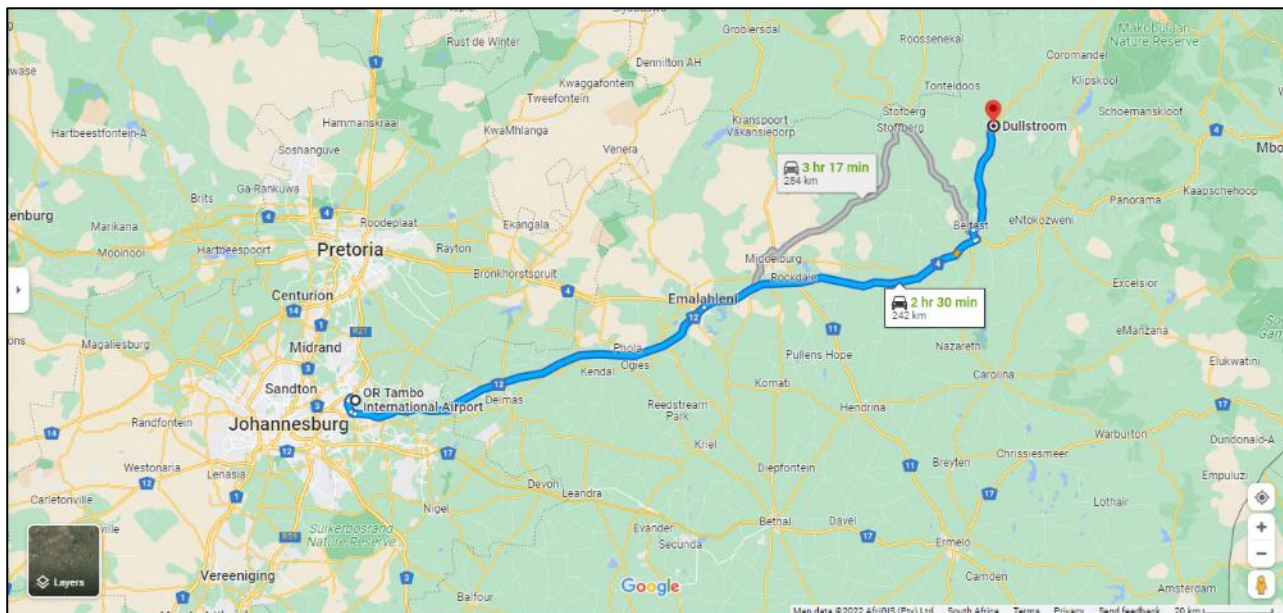 Rust de Winter
Dennilton AH
Groblersdal
Roossenekal
Makobulaan
Nature Reserve
Coromandel
Klipskool
Kwaggafontein
Tweefontein
Tonteldoos
Schoemanskloof
Hartbeestfontein-A
Hammanskraal
KwaMhlanga
Kranspoort
Vakansiedorp
Stofberg
Stoffberg
Dullstroom
4
Mbo
Soshanguve
Venera
3 hr 17 min
284 km
Ga-Rankuwa
Brits
Kaapschehoop
Marikana
Mooinooi
Hartbeespoort
Roodeplaat
Ekangala
Panorama
eNtokozweni
Belfast
Pretoria
Rayton
Middelburg
Bronkhorstspruit
Rockdale
Centurion
Emalahleni
2 hr 30 min
242 km
Excelsior
Magaliesburg
Midrand
R21
12
11
Nazareth
eManzana
Phola
Ogies
Kendal
Pullens Hope
Elukwatini
Sandton
OR Tambo
International Airport
Delmas
Komati
Carolina
Johannesburg
Reedstream
Park
Hendrina
Randfontein
Kriel
Warburton
Dundonald-A
Westonaria
Lenasia
Diepfontein
Breyten
Chrissiesmeer
Empuluzi
Carletonville
Devon
Leandra
Nigel
Lothair
Suikerbosrand
Nature Reserve
Evander
Secunda
Bethal
Davel
Ermelo
Layers
Vereeniging
Google
Camden
Balfour
Amsterdam
Map data ©2022 AfriGIS (Pty) Ltd South Africa Terms Privacy Send feedback 20 km